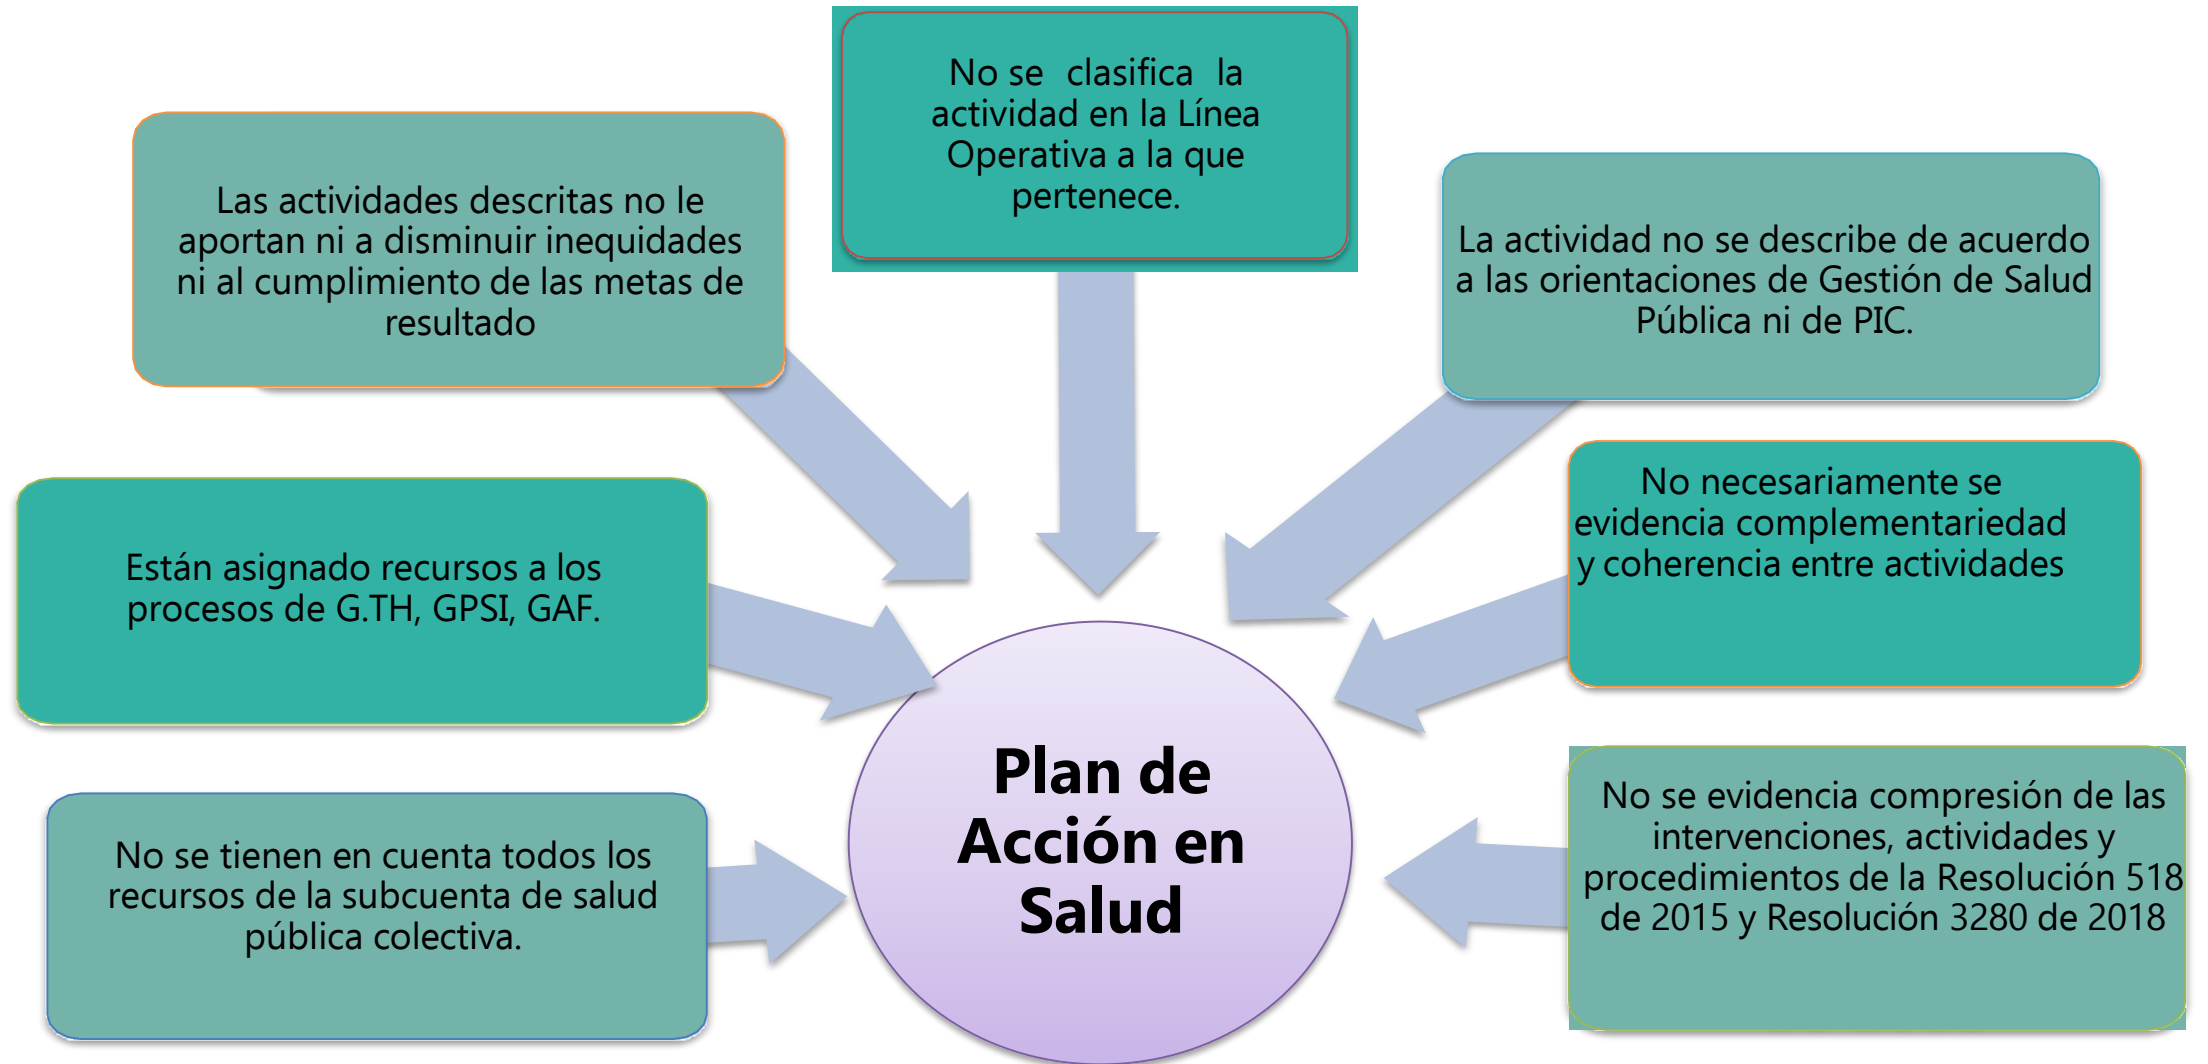 No se clasifica la
actividad en la Línea
Operativa a la que
pertenece.
Las actividades descritas no le
aportan ni a disminuir inequidades
ni al cumplimiento de las metas de
resultado
La actividad no se describe de acuerdo
a las orientaciones de Gestión de Salud
Pública ni de PIC.
Están asignado recursos a los
procesos de G.TH, GPSI, GAF.
No necesariamente se
evidencia complementariedad
y coherencia entre actividades
No se tienen en cuenta todos los
recursos de la subcuenta de salud
pública colectiva.
Plan de
Acción en
Salud
No se evidencia compresión de las
intervenciones, actividades y
procedimientos de la Resolución 518
de 2015 y Resolución 3280 de 2018